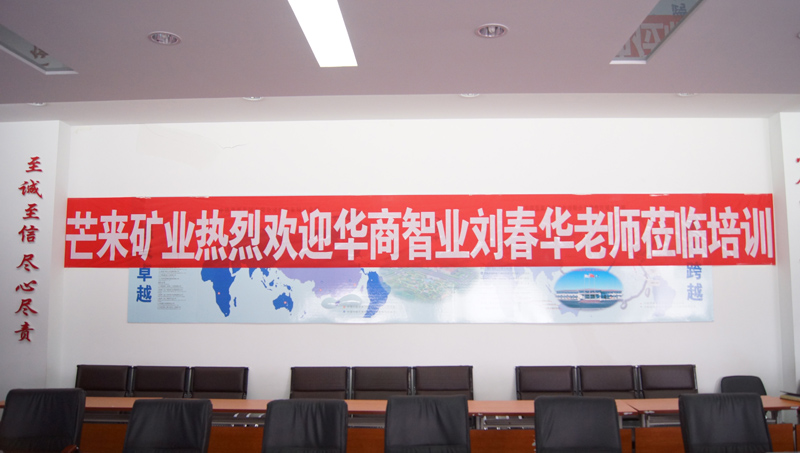 至诚至信 尽心尽责
芒来矿业热烈欢迎华商智业刘春华老师莅临培训
卓越
跨越